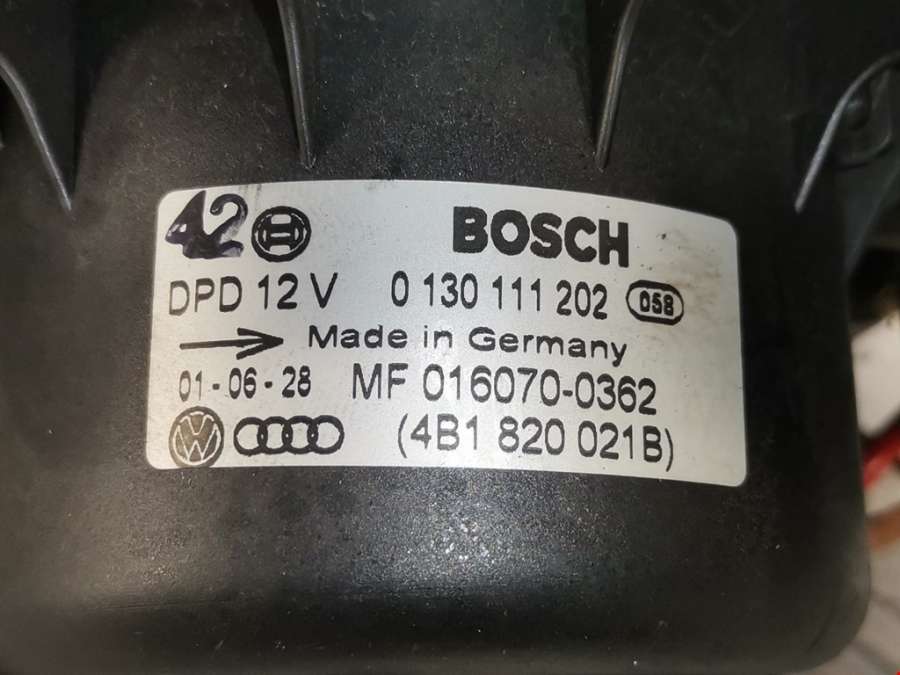 42 BOSCH
DPD 12 V 0 130 111 202 058
Made in Germany
01-06-28 MF 016070-0362
VW (4B1 820 021B)